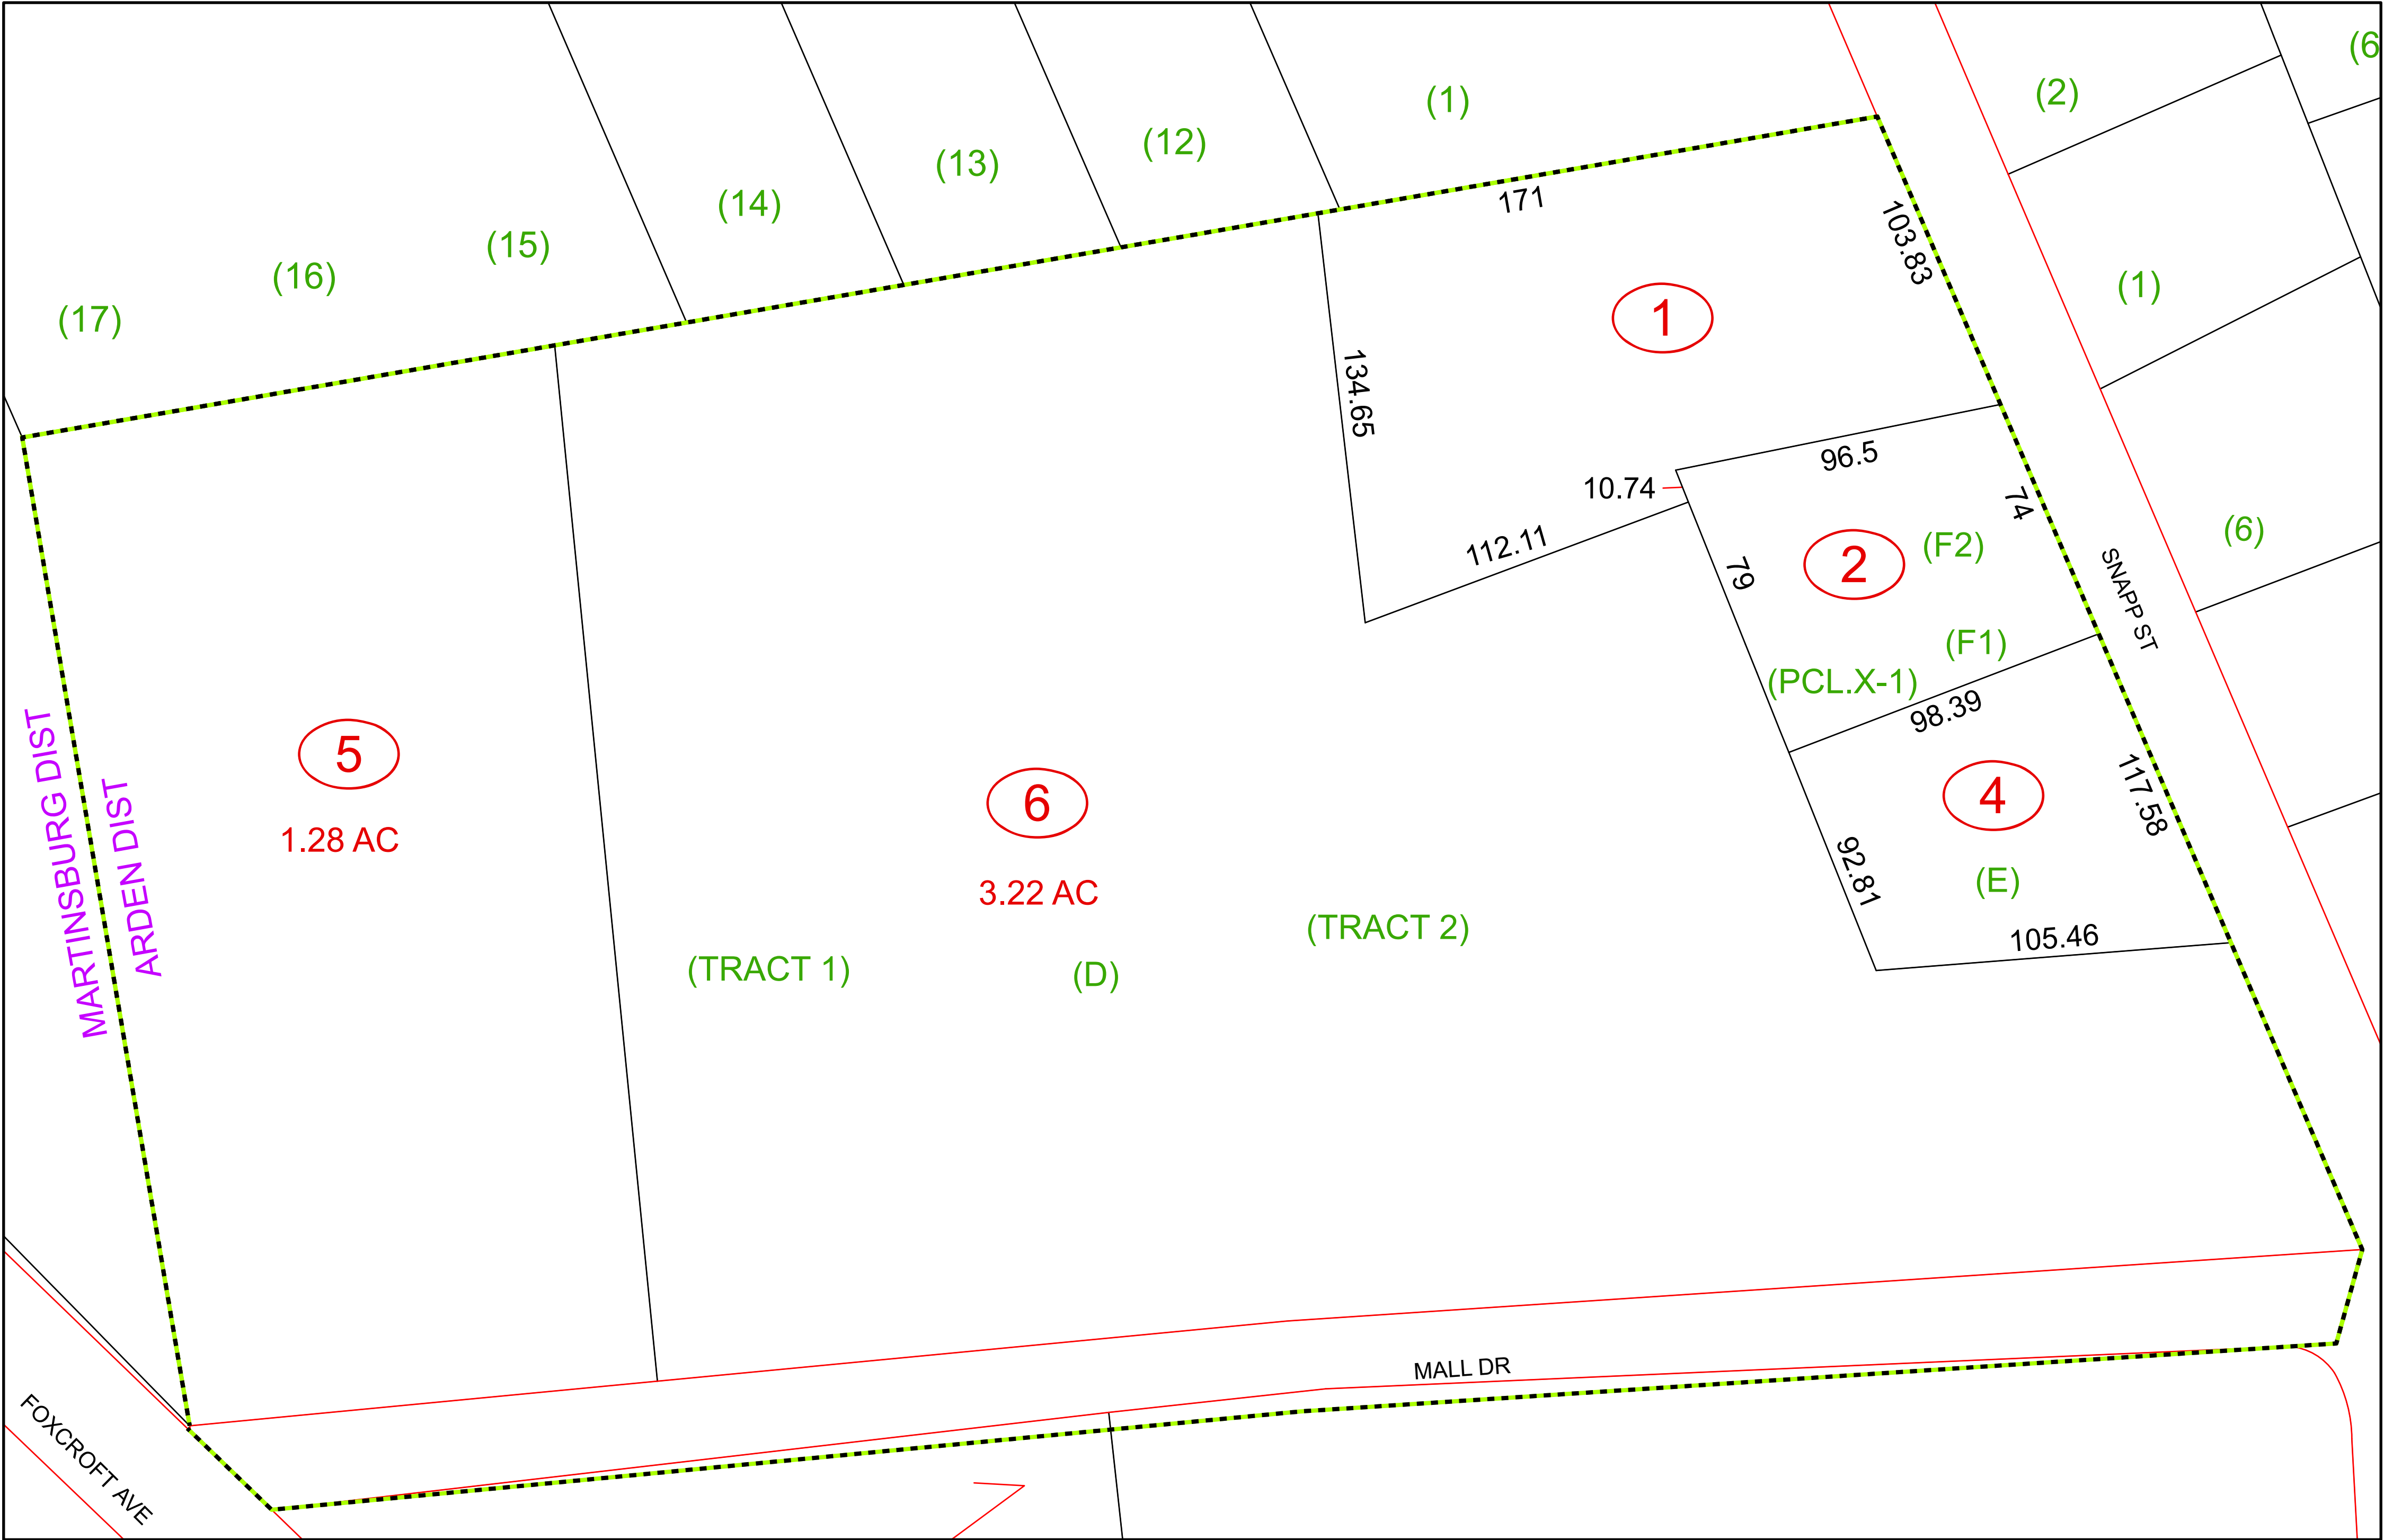 (6
(2)
(1)
(12)
(13)
(14)
171
(15)
103.83
(16)
(1)
(17)
1
134.65
96.5
10.74
74
(6)
112.11
(F2)
2
79
SNAPP ST
(F1)
(PCL.X-1)
98.39
MARTINSBURG DIST
ARDEN DIST
5
1.28 AC
6
3.22 AC
4
117.58
92.81
(E)
(TRACT 2)
105.46
(TRACT 1)
(D)
MALL DR
FOXCROFT AVE